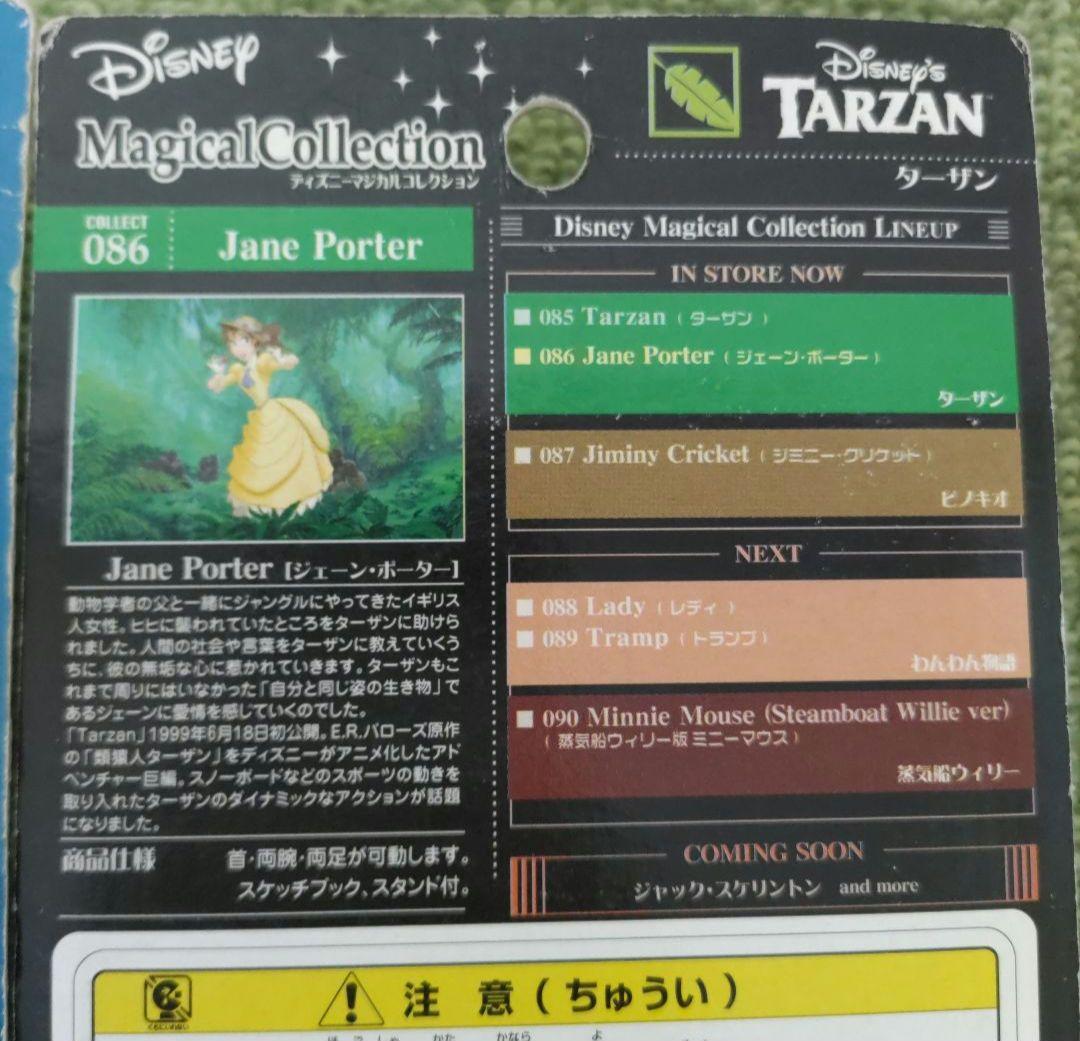 Disney
MagicalCollection
ディズニーマジカルコレクション
COLLECT
086
Jane Porter
Jane Porter [ジェーン・ポーター]
動物学者の父と一緒にジャングルにやってきたイギリス
人女性。ヒヒに襲われていたところをターザンに助けら
れました。人間の社会や言葉をターザンに教えていくう
ちに、彼の無垢な心に惹かれていきます。ターザンもこ
れまで周りにはいなかった「自分と同じ姿の生き物」で
あるジェーンに愛情を感じていくのでした。
「Tarzan」1999年6月18日初公開。E.R.バローズ原作
の「類猿人ターザン」をディズニーがアニメ化したアド
ベンチャー巨編。スノーボードなどのスポーツの動きを
取り入れたターザンのダイナミックなアクションが話題
になりました。
商品仕様 首・両腕・両足が可動します。
スケッチブック、スタンド付。
DISNEY'S
TARZAN
ターザン
Disney Magical Collection LINEUP
IN STORE NOW
085 Tarzan (ターザン)
086 Jane Porter (ジェーン・ポーター)
ターザン
087 Jiminy Cricket (ジミニー・クリケット)
ピノキオ
NEXT
088 Lady (レディ)
089 Tramp (トランプ)
わんわん物語
090 Minnie Mouse (Steamboat Willie ver)
(蒸気船ウィリー版 ミニーマウス)
蒸気船ウィリー
COMING SOON
ジャック・スケリントン and more
注意(ちゅうい)